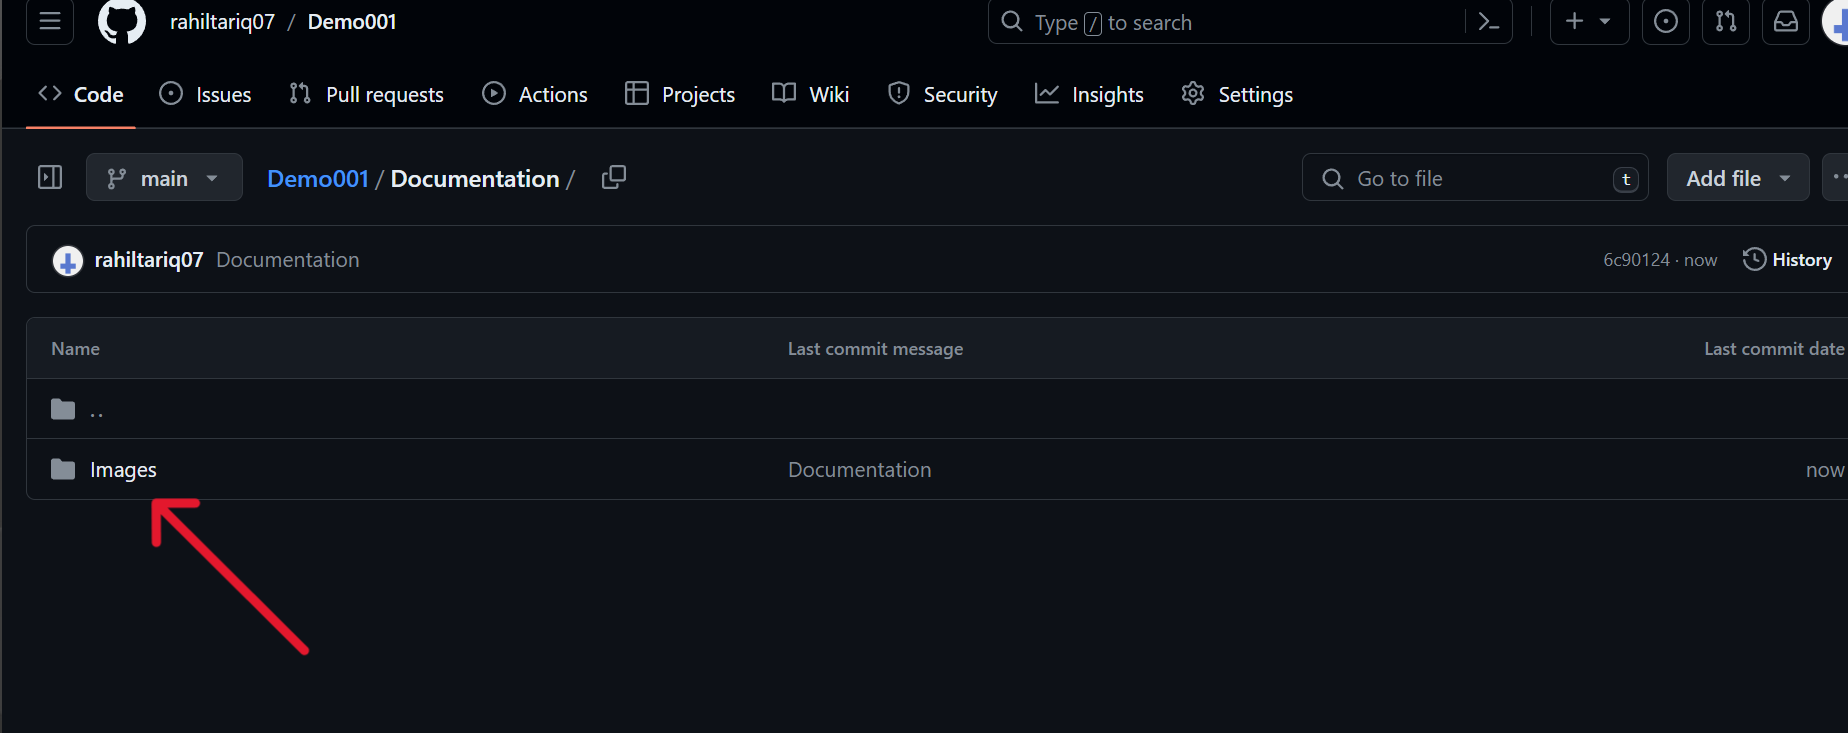 rahiltariq07 / Demo001 Type / to search
Code Issues Pull requests Actions Projects Wiki Security Insights Settings
main Demo001 / Documentation / Go to file t Add file
rahiltariq07 Documentation 6c90124 · now History
Name Last commit message Last commit date
..
Images Documentation now